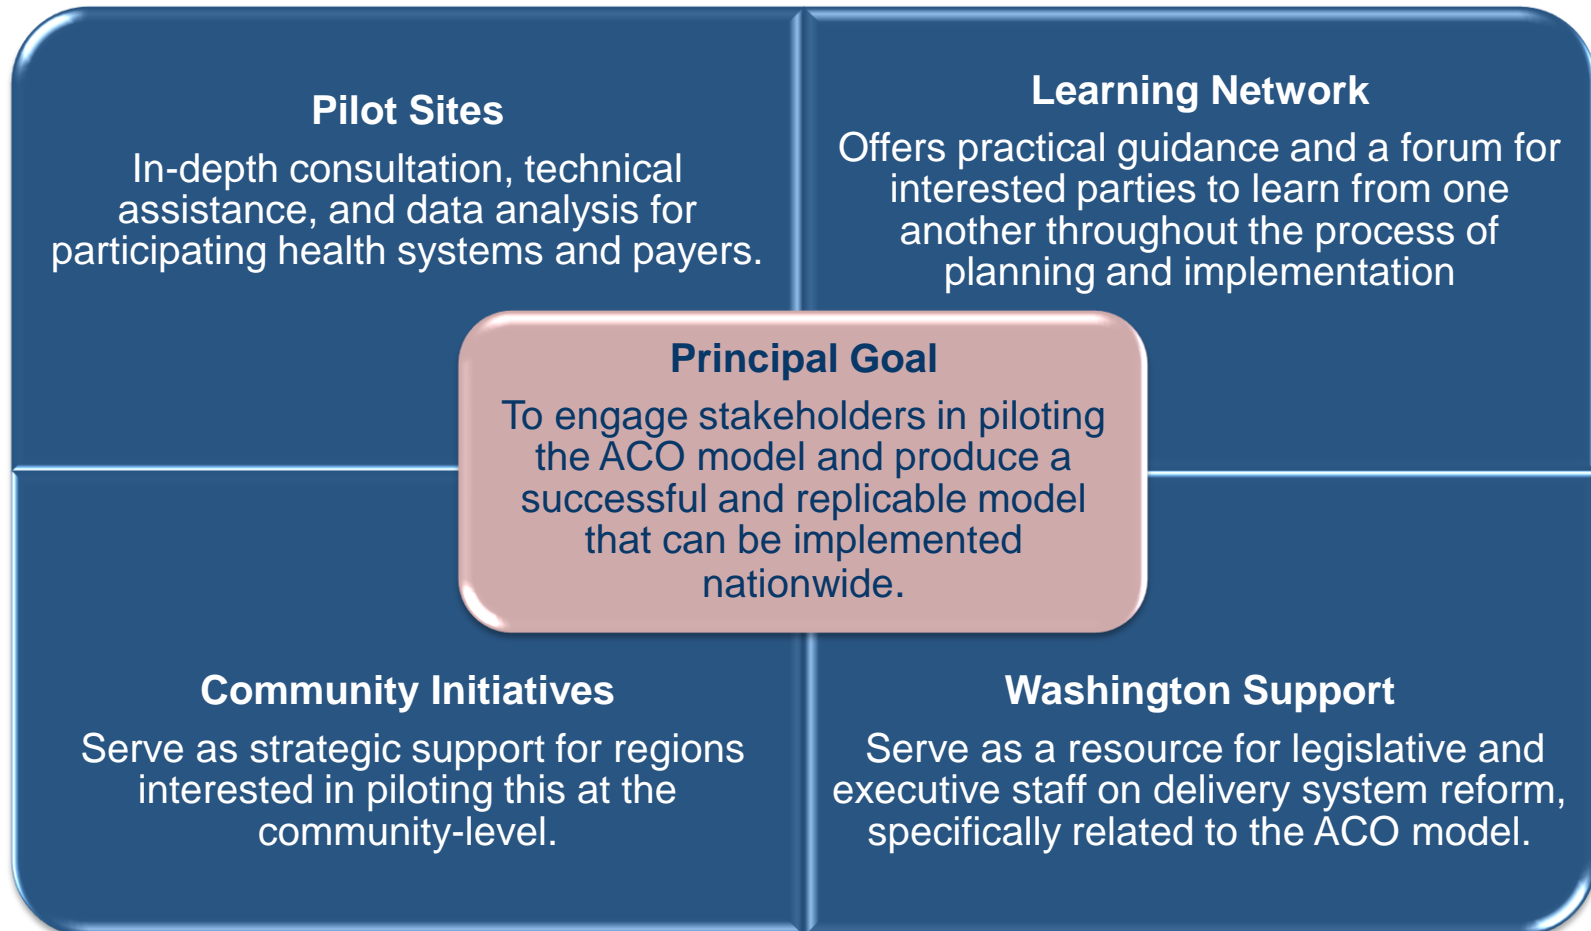 Pilot Sites
In-depth consultation, technical
assistance, and data analysis for
participating health systems and payers.
Learning Network
Offers practical guidance and a forum for
interested parties to learn from one
another throughout the process of
planning and implementation
Principal Goal
To engage stakeholders in piloting
the ACO model and produce a
successful and replicable model
that can be implemented
nationwide.
Community Initiatives
Serve as strategic support for regions
interested in piloting this at the
community-level.
Washington Support
Serve as a resource for legislative and
executive staff on delivery system reform,
specifically related to the ACO model.